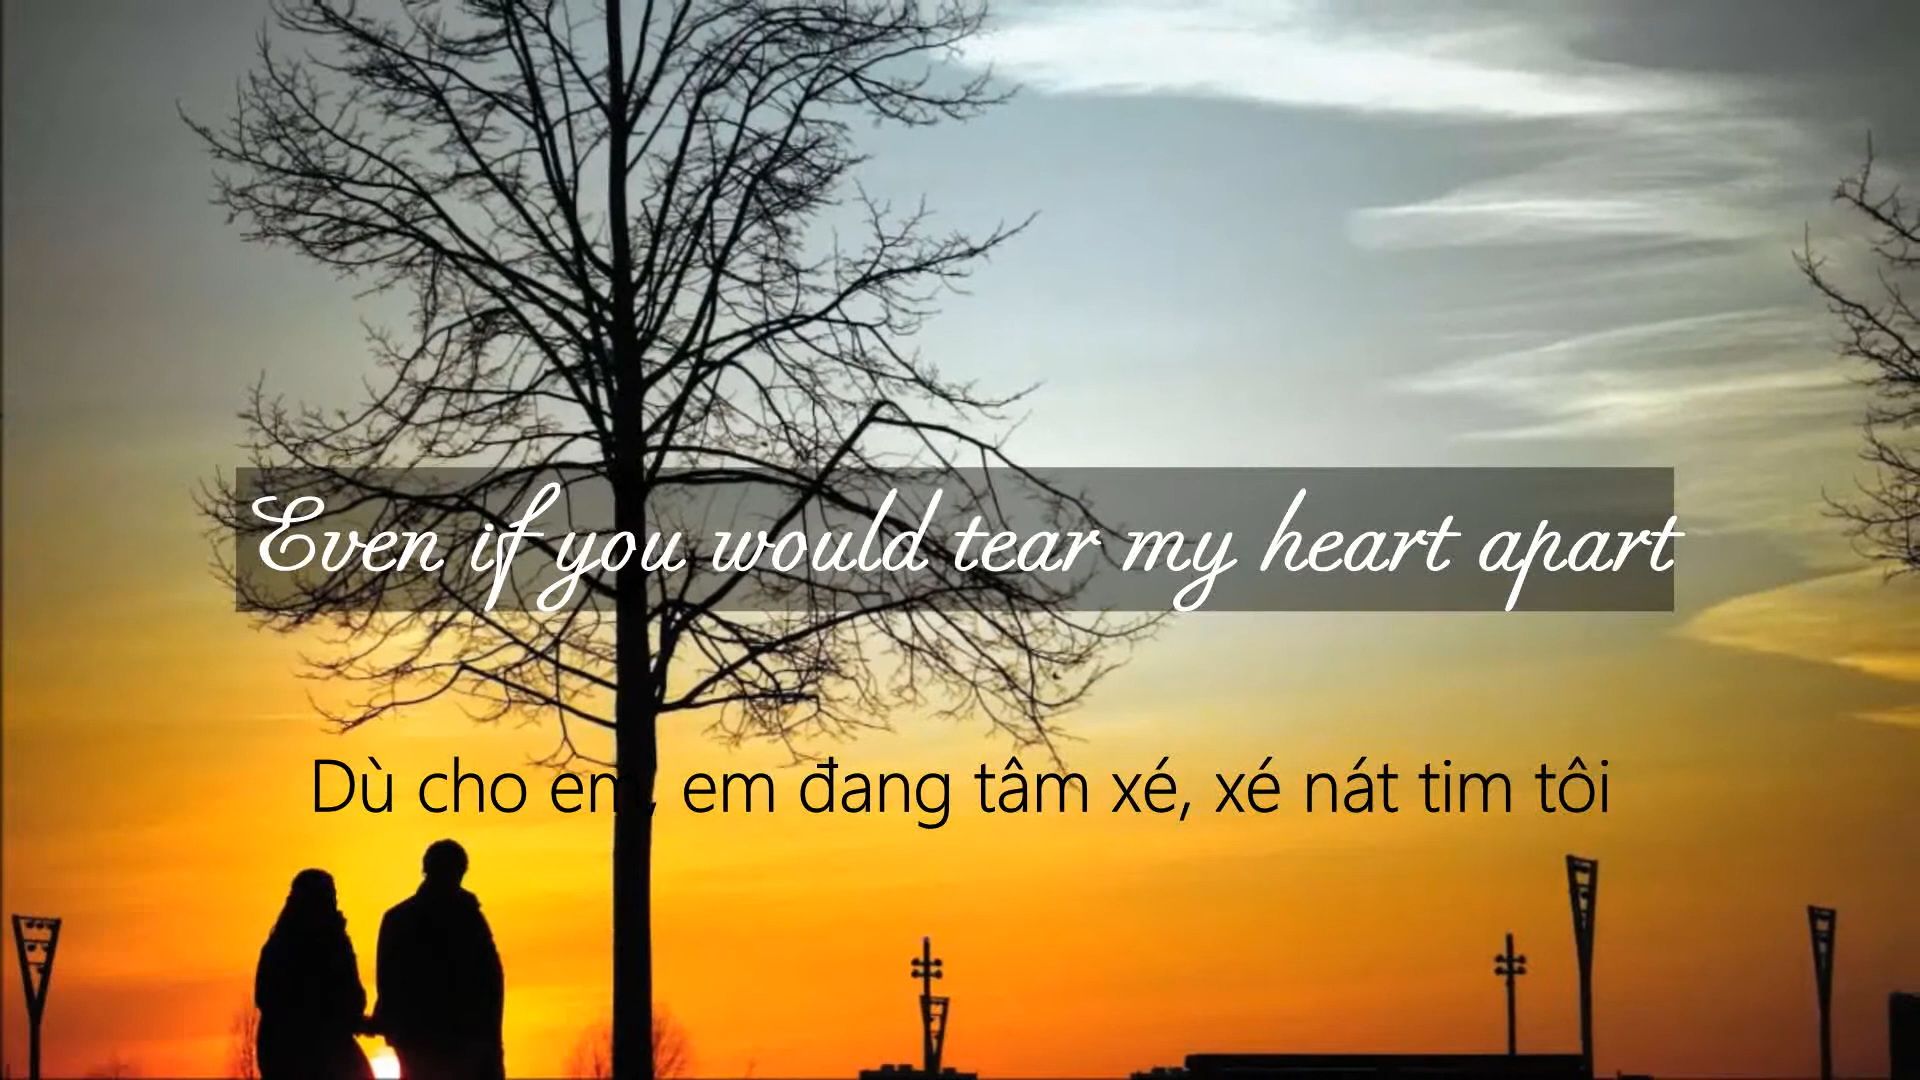 Even if you would tear my heart apart
Dù cho em, em đang tâm xé, xé nát tim tôi